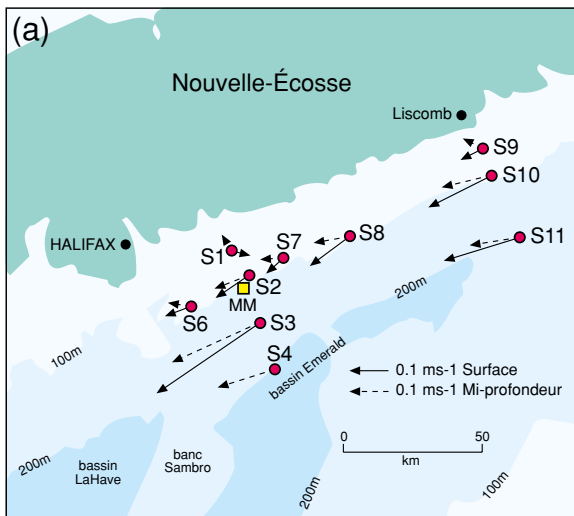 (a)
Nouvelle-Écosse
Liscomb
S9
S10
S11
S8
S7
S1
HALIFAX
S2
MM
S6
S3
S4
200m
bassin Emerald
100m
0.1 ms-1 Surface
0.1 ms-1 Mi-profondeur
0 50
km
200m
bassin
LaHave
banc
Sambro
200m
100m